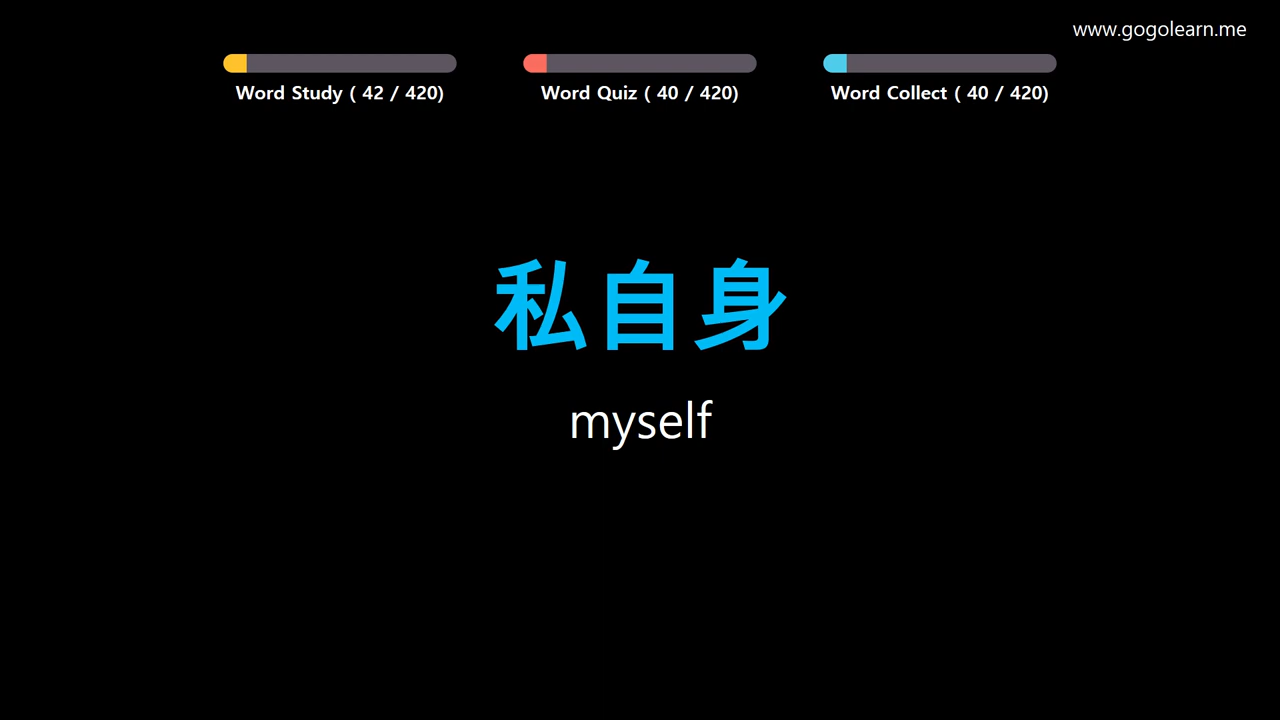 www.gogolearn.me
Word Study ( 42 / 420)
Word Quiz ( 40 / 420)
Word Collect ( 40 / 420)
私自身
myself